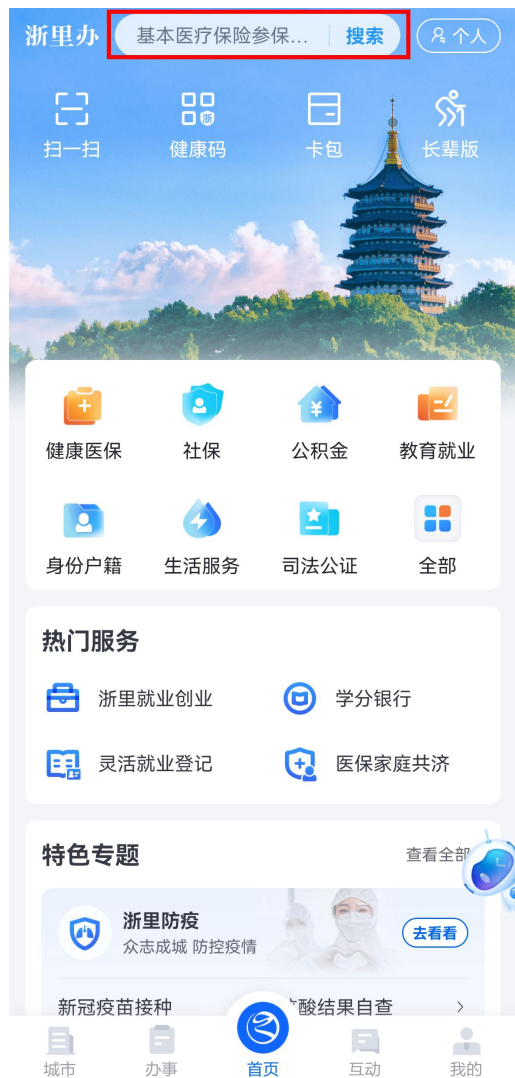 浙里办 基本医疗保险参保... 搜索 个人
扫一扫 健康码 卡包 长辈版
健康医保 社保 公积金 教育就业
身份户籍 生活服务 司法公证 全部
热门服务
浙里就业创业 学分银行
灵活就业登记 医保家庭共济
特色专题 查看全部
浙里防疫 去看看
众志成城 防控疫情
新冠疫苗接种 酸结果自查
城市 办事 首页 互动 我的